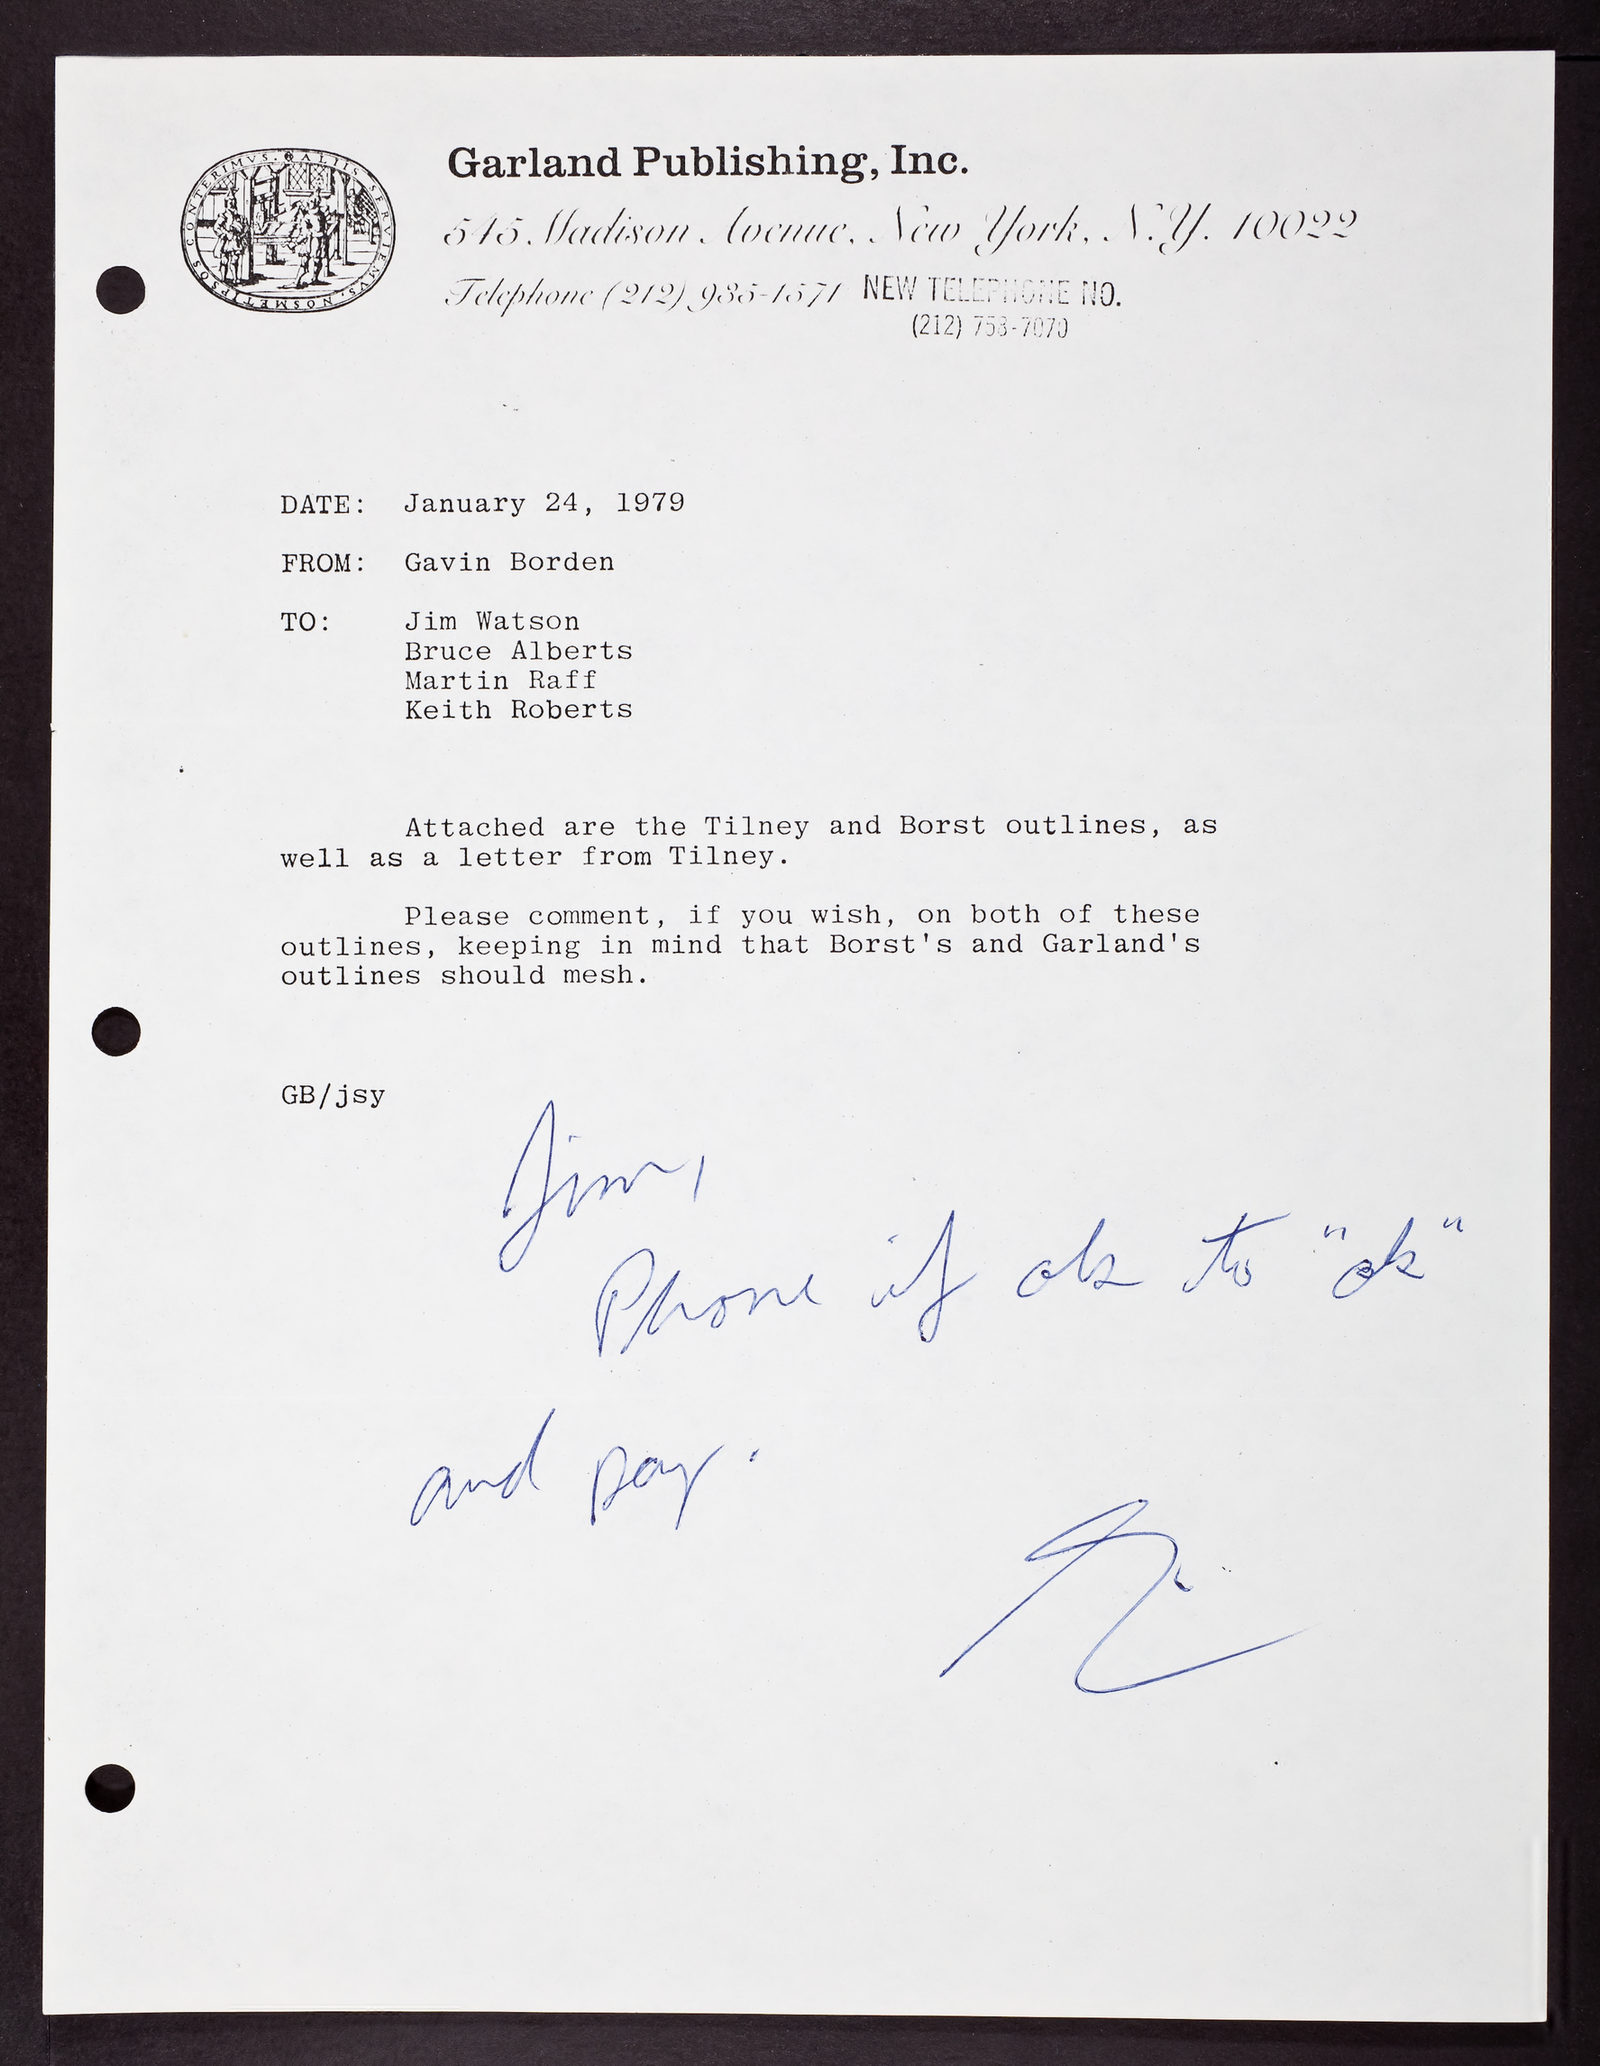 CONTERIMVS. ALIIS. SERVIEMVS. NOSMETIPSOS
Garland Publishing, Inc.
545 Madison Avenue, New York, N.Y. 10022
Telephone (212) 935-1571 NEW TELEPHONE NO.
(212) 753-7070
DATE: January 24, 1979
FROM: Gavin Borden
TO: Jim Watson
Bruce Alberts
Martin Raff
Keith Roberts
Attached are the Tilney and Borst outlines, as
well as a letter from Tilney.
Please comment, if you wish, on both of these
outlines, keeping in mind that Borst's and Garland's
outlines should mesh.
GB/jsy
Jim,
Phone if ok to "ok"
and pay.